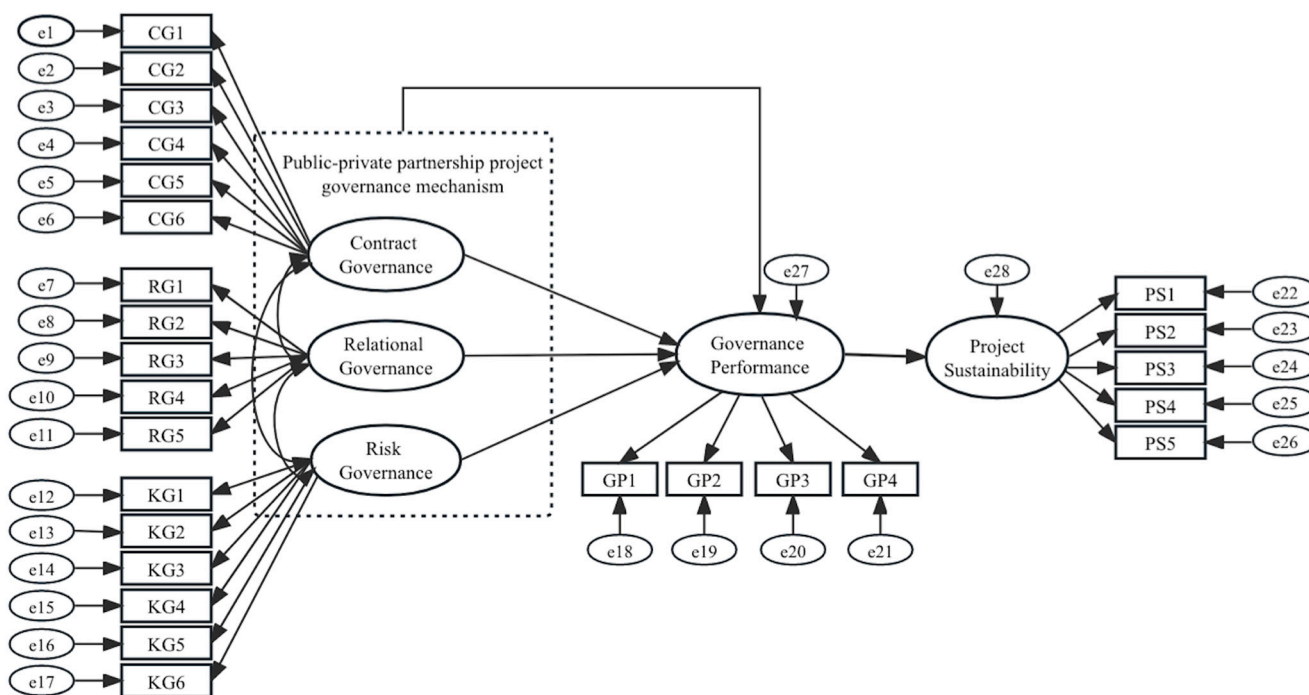 e1
CG1
e2
CG2
e3
CG3
e4
CG4
e5
CG5
e6
CG6
Public-private partnership project
governance mechanism
Contract
Governance
e7
RG1
e8
RG2
e9
RG3
e10
RG4
e11
RG5
Relational
Governance
Risk
Governance
e12
KG1
e13
KG2
e14
KG3
e15
KG4
e16
KG5
e17
KG6
e27
Governance
Performance
GP1
GP2
GP3
GP4
e18
e19
e20
e21
e28
Project
Sustainability
PS1
e22
PS2
e23
PS3
e24
PS4
e25
PS5
e26